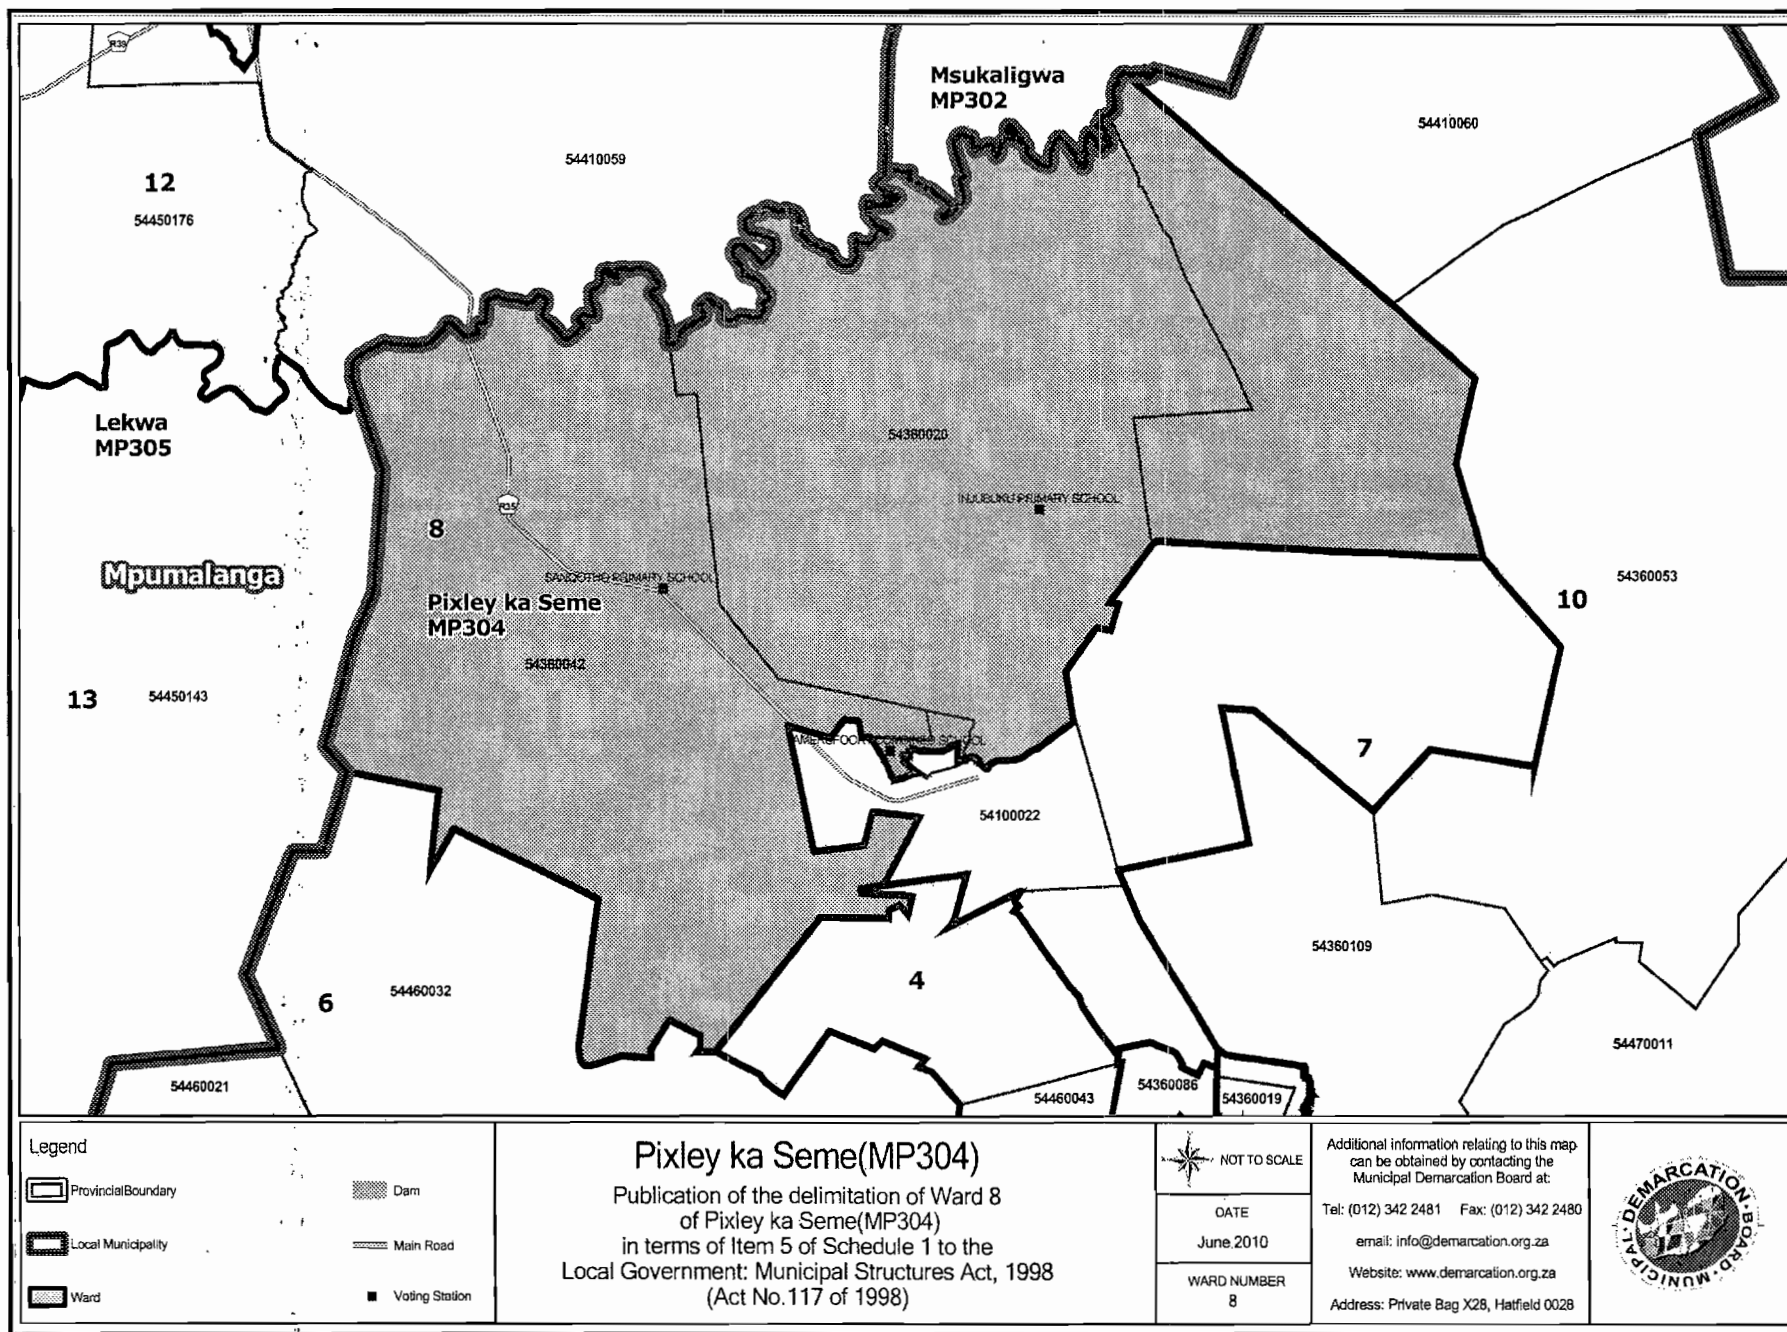 R39
Msukaligwa
MP302
54410060
54410059
12
54450176
Lekwa
MP305
54360020
R35
8
INJUBUKU PRIMARY SCHOOL
Mpumalanga
PRIMARY SCHOOL
54360053
10
Pixley ka Seme
MP304
54360042
13
54450143
AMERSFOORT COMBINED SCHOOL
7
54100022
54360109
6
54460032
4
54470011
54460021
54460043
54360086
54360019
Legend
ProvincialBoundary
Local Municipality
Ward
Dam
Main Road
Voting Station
Pixley ka Seme(MP304)
Publication of the delimitation of Ward 8
of Pixley ka Seme(MP304)
in terms of Item 5 of Schedule 1 to the
Local Government: Municipal Structures Act, 1998
(Act No.117 of 1998)
NOT TO SCALE
DATE
June,2010
WARD NUMBER
8
Additional information relating to this map
can be obtained by contacting the
Municipal Demarcation Board at:
Tel: (012) 342 2481 Fax: (012) 342 2480
email: info@demarcation.org.za
Website: www.demarcation.org.za
Address: Private Bag X28, Hatfield 0028
MUNICIPAL • DEMARCATION • BOARD •